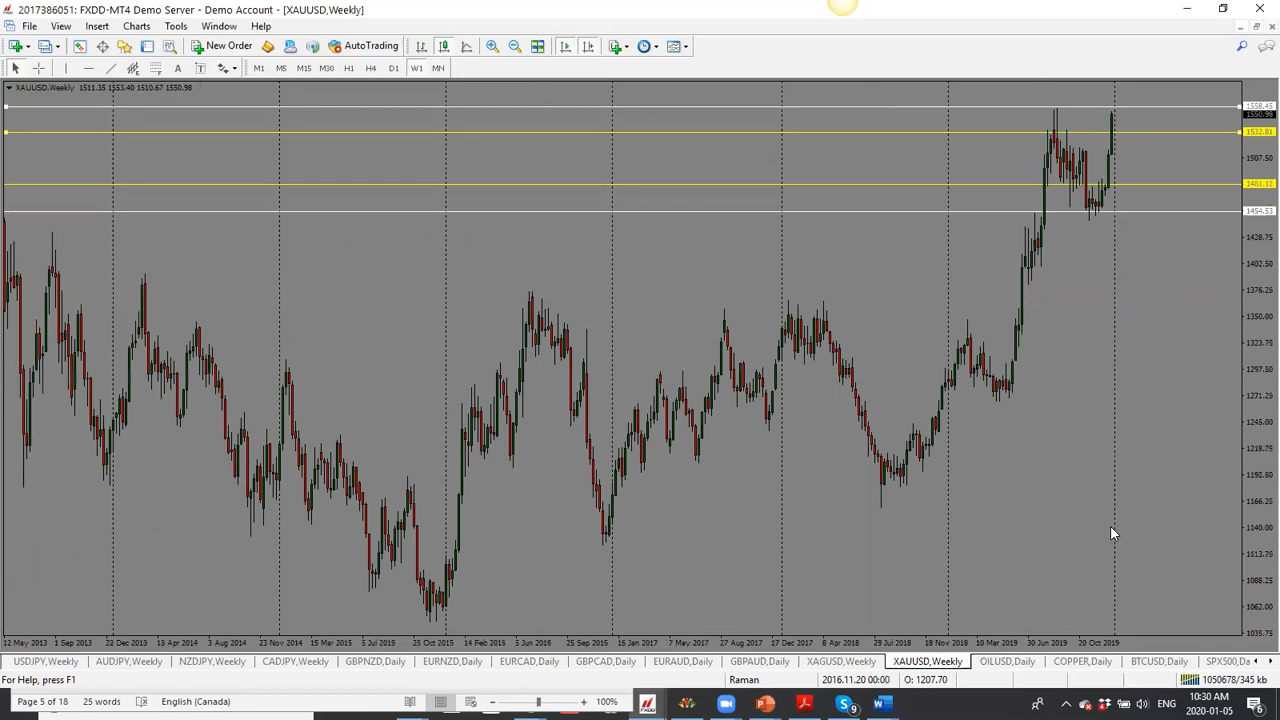 2017386051: FXDD-MT4 Demo Server - Demo Account - [XAUUSD,Weekly]
File View Insert Charts Tools Window Help
New Order AutoTrading
A T M1 M5 M15 M30 H1 H4 D1 W1 MN
XAUUSD,Weekly 1511.35 1553.40 1510.67 1550.98
1558.45
1550.98
1532.81
1507.50
1481.12
1454.53
1428.75
1402.50
1376.25
1350.00
1323.75
1297.50
1271.25
1245.00
1218.75
1192.50
1166.25
1140.00
1113.75
1088.25
1062.00
1035.75
12 May 2013 1 Sep 2013 22 Dec 2013 13 Apr 2014 3 Aug 2014 23 Nov 2014 15 Mar 2015 5 Jul 2015 25 Oct 2015 14 Feb 2016 5 Jun 2016 25 Sep 2016 15 Jan 2017 7 May 2017 27 Aug 2017 17 Dec 2017 8 Apr 2018 29 Jul 2018 18 Nov 2018 10 Mar 2019 30 Jun 2019 20 Oct 2019
USDJPY,Weekly AUDJPY,Weekly NZDJPY,Weekly CADJPY,Weekly GBPNZD,Daily EURNZD,Daily EURCAD,Daily GBPCAD,Daily EURAUD,Daily GBPAUD,Daily XAGUSD,Weekly XAUUSD,Weekly OILUSD,Daily COPPER,Daily BTCUSD,Daily SPX500,Da
For Help, press F1 Raman 2016.11.20 00:00 O: 1207.70 1050678/345 kb
Page 5 of 18 25 words English (Canada) 100% 9 ENG 10:30 AM
2020-01-05 6